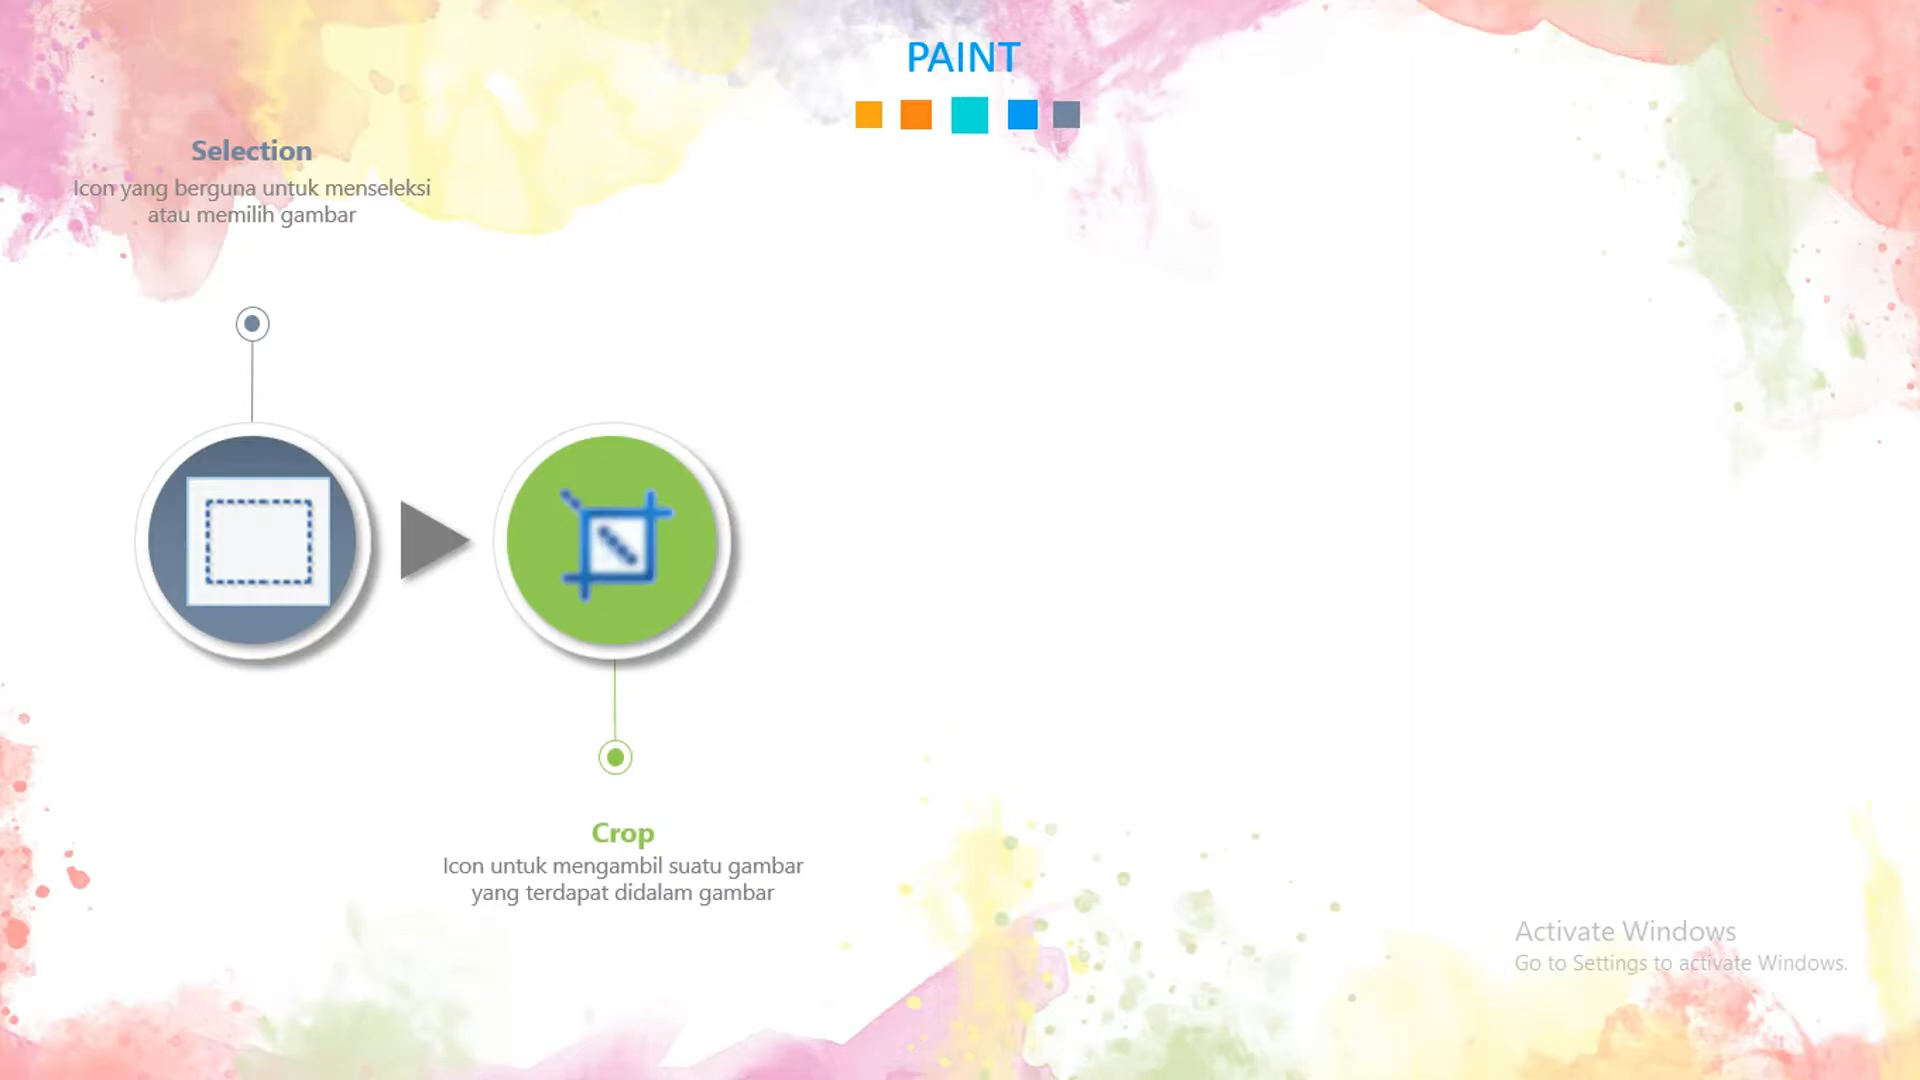 PAINT
Selection
Icon yang berguna untuk menseleksi
atau memilih gambar
Crop
Icon untuk mengambil suatu gambar
yang terdapat didalam gambar
Activate Windows
Go to Settings to activate Windows.